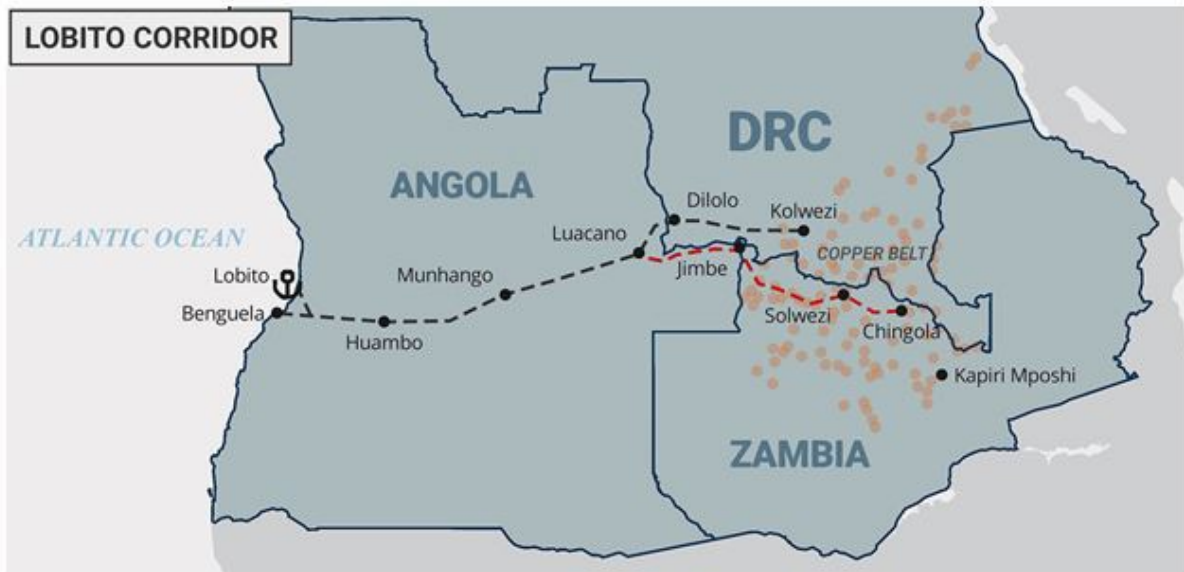 LOBITO CORRIDOR
DRC
ANGOLA
Dilolo
Kolwezi
ATLANTIC OCEAN
Luacano
COPPER BELT
Lobito
Munhango
Jimbe
Benguela
Solwezi
Huambo
Chingola
Kapiri Mposhi
ZAMBIA